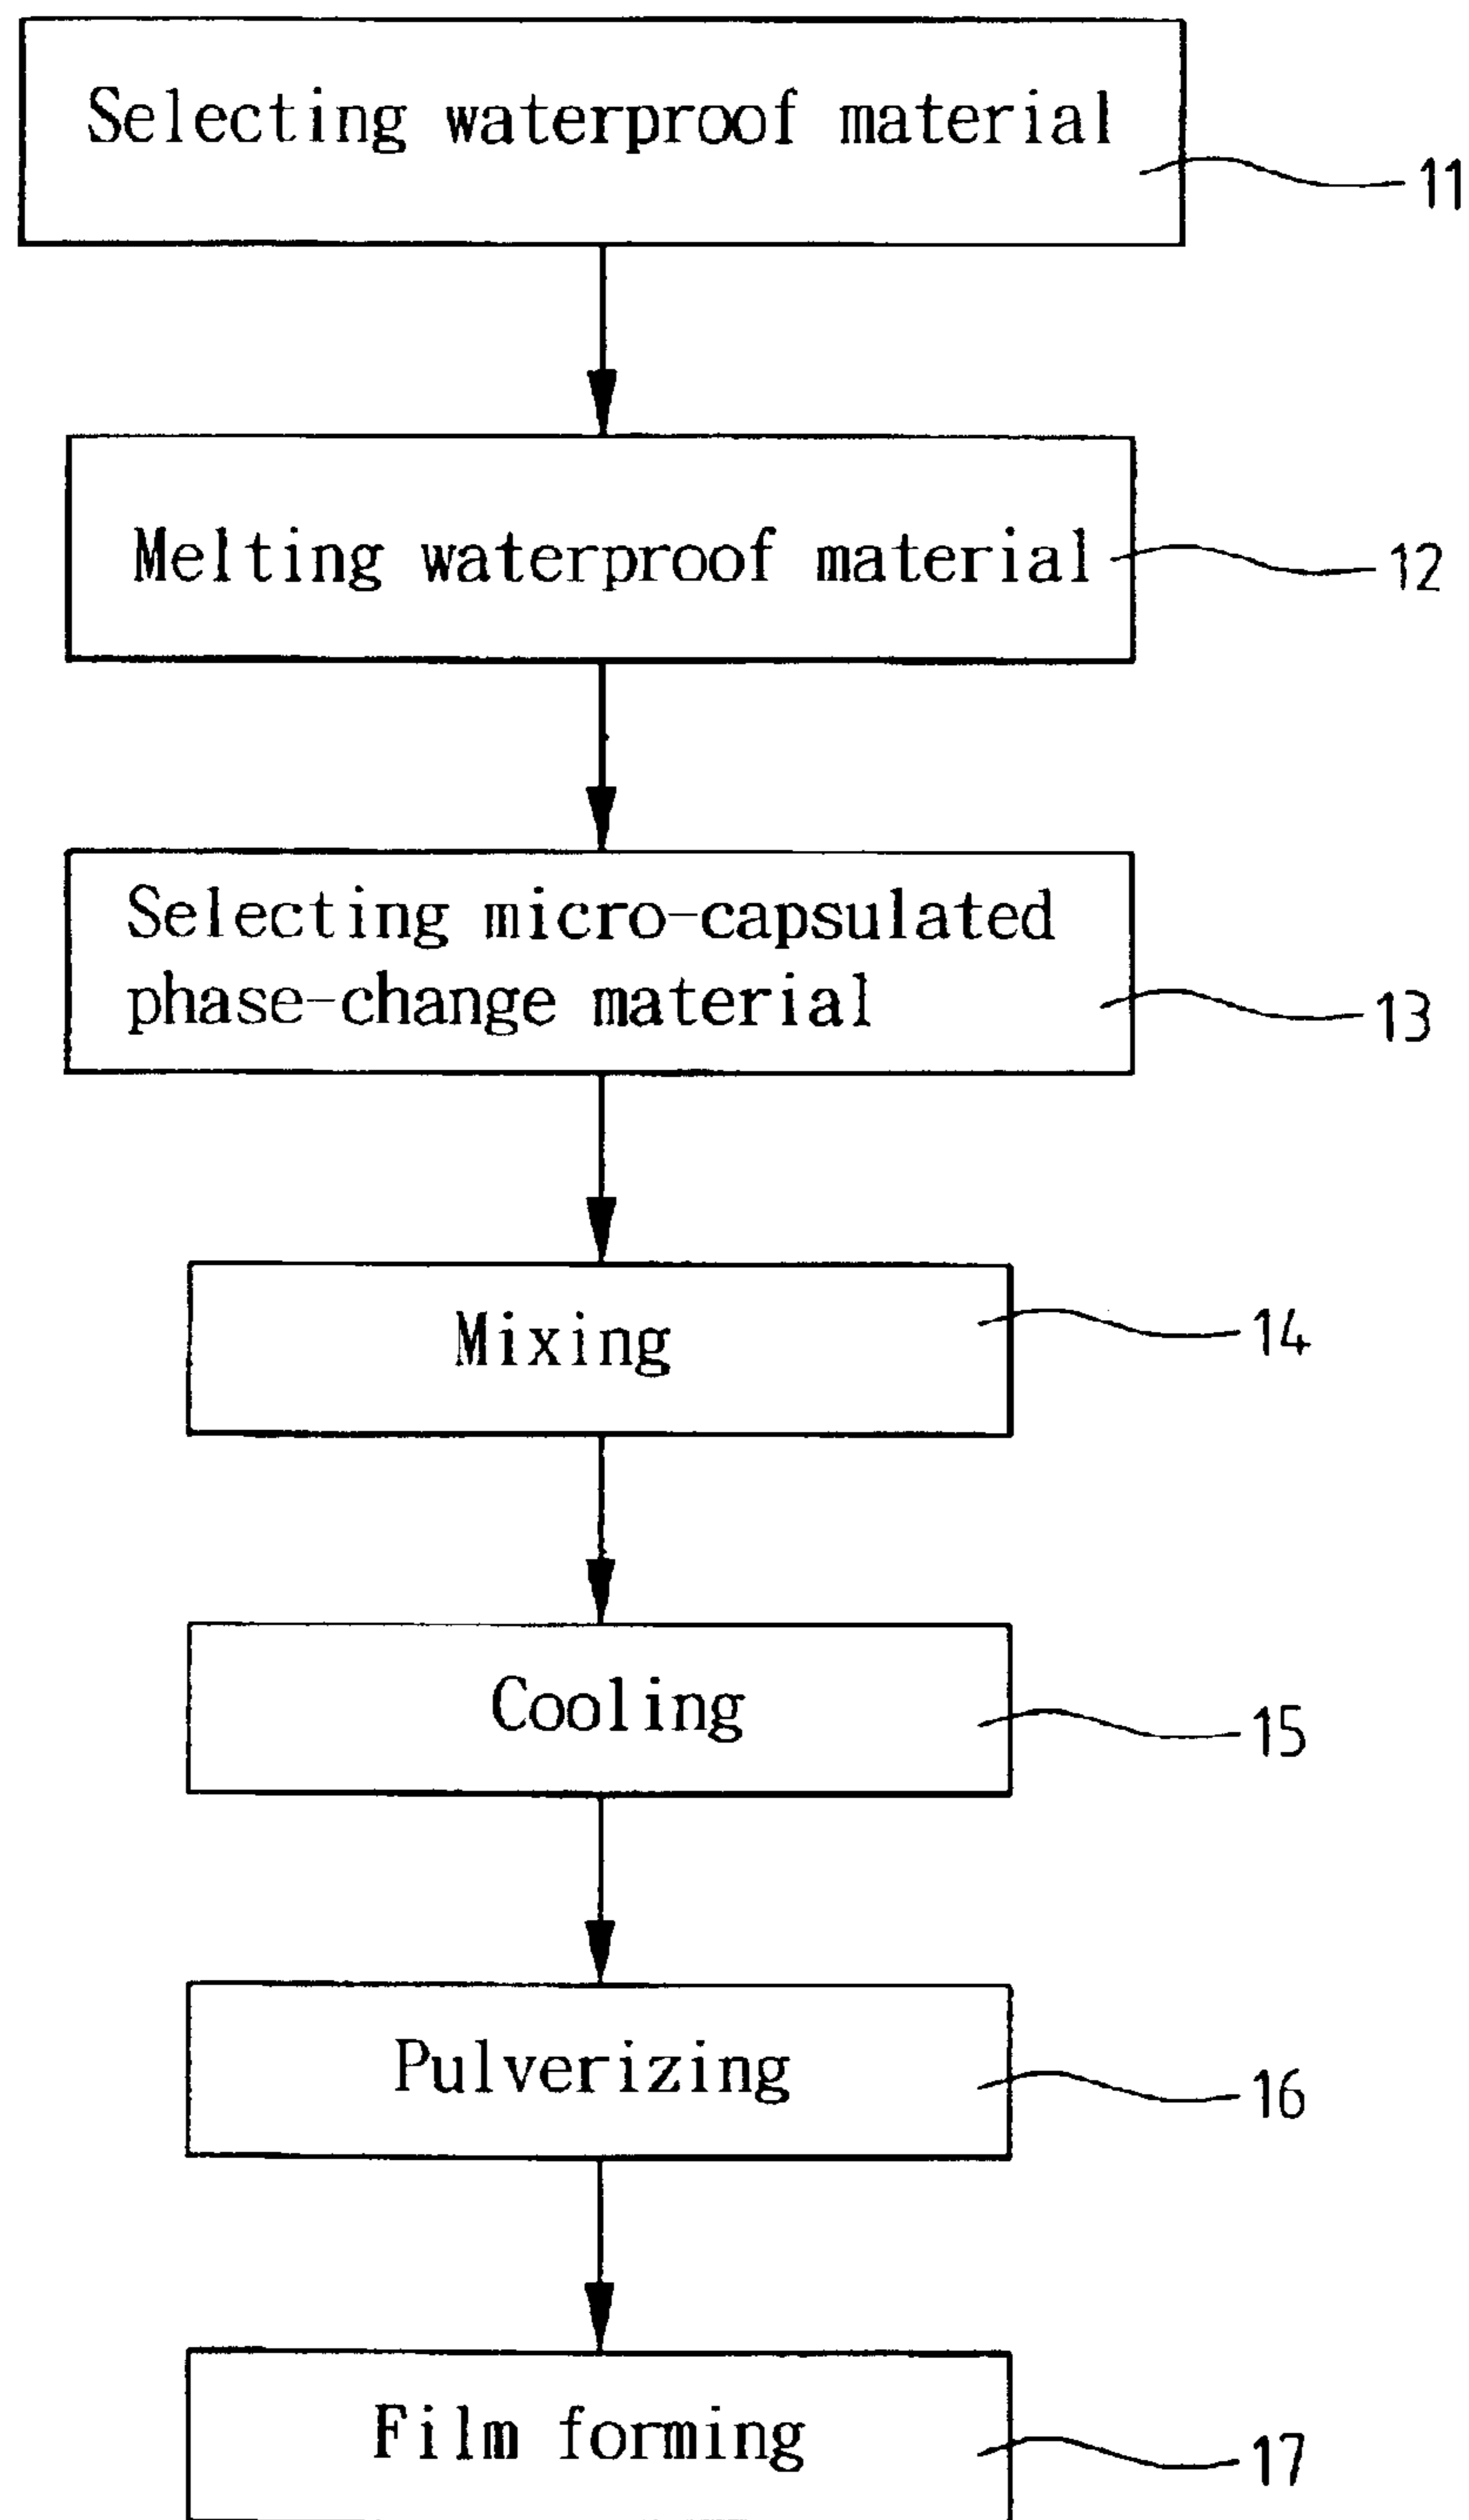 Selecting waterproof material
11
Melting waterproof material
12
Selecting micro-capsulated
phase-change material
13
Mixing
14
Cooling
15
Pulverizing
16
Film forming
17